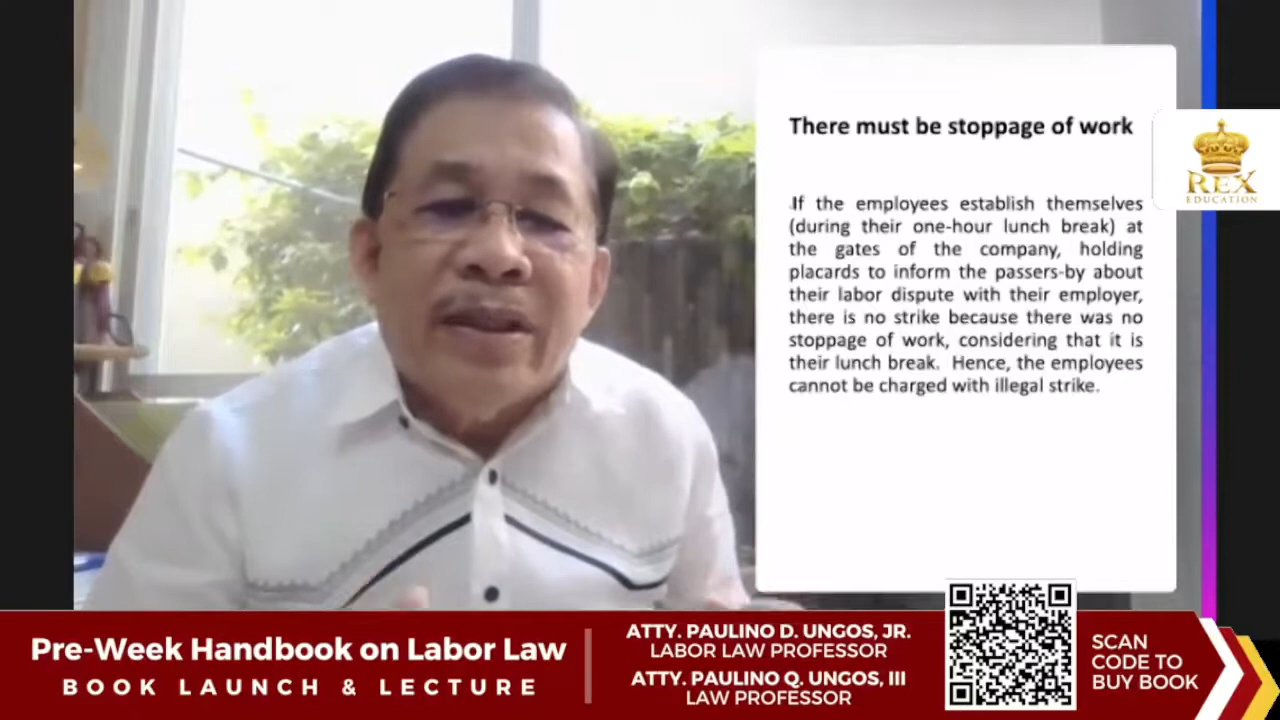 There must be stoppage of work
If the employees establish themselves
(during their one-hour lunch break) at
the gates of the company, holding
placards to inform the passers-by about
their labor dispute with their employer,
there is no strike because there was no
stoppage of work, considering that it is
their lunch break. Hence, the employees
cannot be charged with illegal strike.
REX
EDUCATION
Pre-Week Handbook on Labor Law
BOOK LAUNCH & LECTURE
ATTY. PAULINO D. UNGOS, JR.
LABOR LAW PROFESSOR
ATTY. PAULINO Q. UNGOS, III
LAW PROFESSOR
SCAN
CODE TO
BUY BOOK